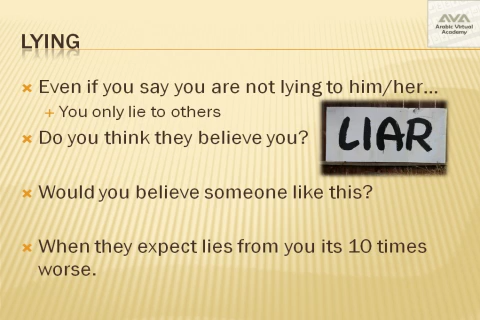 AVA
Arabic Virtual
Academy
LYING
Even if you say you are not lying to him/her…
You only lie to others
Do you think they believe you?
LIAR
Would you believe someone like this?
When they expect lies from you its 10 times
worse.